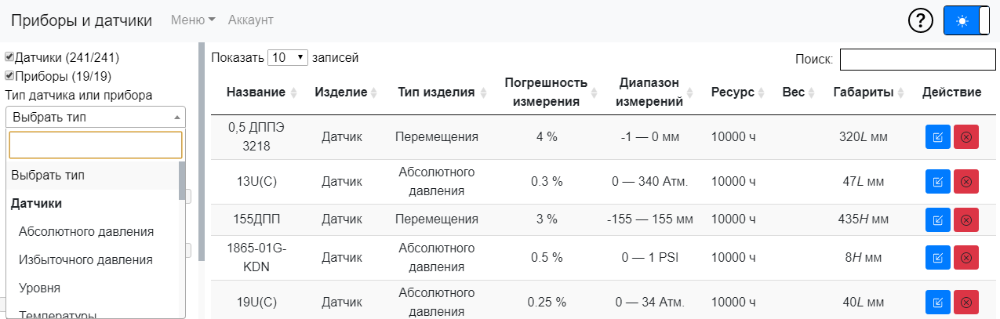 Приборы и датчики Меню Аккаунт ?
Датчики (241/241)
Приборы (19/19)
Тип датчика или прибора
Выбрать тип
Выбрать тип
Датчики
Абсолютного давления
Избыточного давления
Уровня
Температуры
Показать 10 записей
Поиск:
Название Изделие Тип изделия Погрешность измерения Диапазон измерений Ресурс Вес Габариты Действие
0,5 ДППЭ 3218 Датчик Перемещения 4 % -1 — 0 мм 10000 ч 320L мм
13U(C) Датчик Абсолютного давления 0.3 % 0 — 340 Атм. 10000 ч 47L мм
155ДПП Датчик Перемещения 3 % -155 — 155 мм 10000 ч 435H мм
1865-01G-KDN Датчик Абсолютного давления 0.5 % 0 — 1 PSI 10000 ч 8H мм
19U(C) Датчик Абсолютного давления 0.25 % 0 — 34 Атм. 10000 ч 40L мм